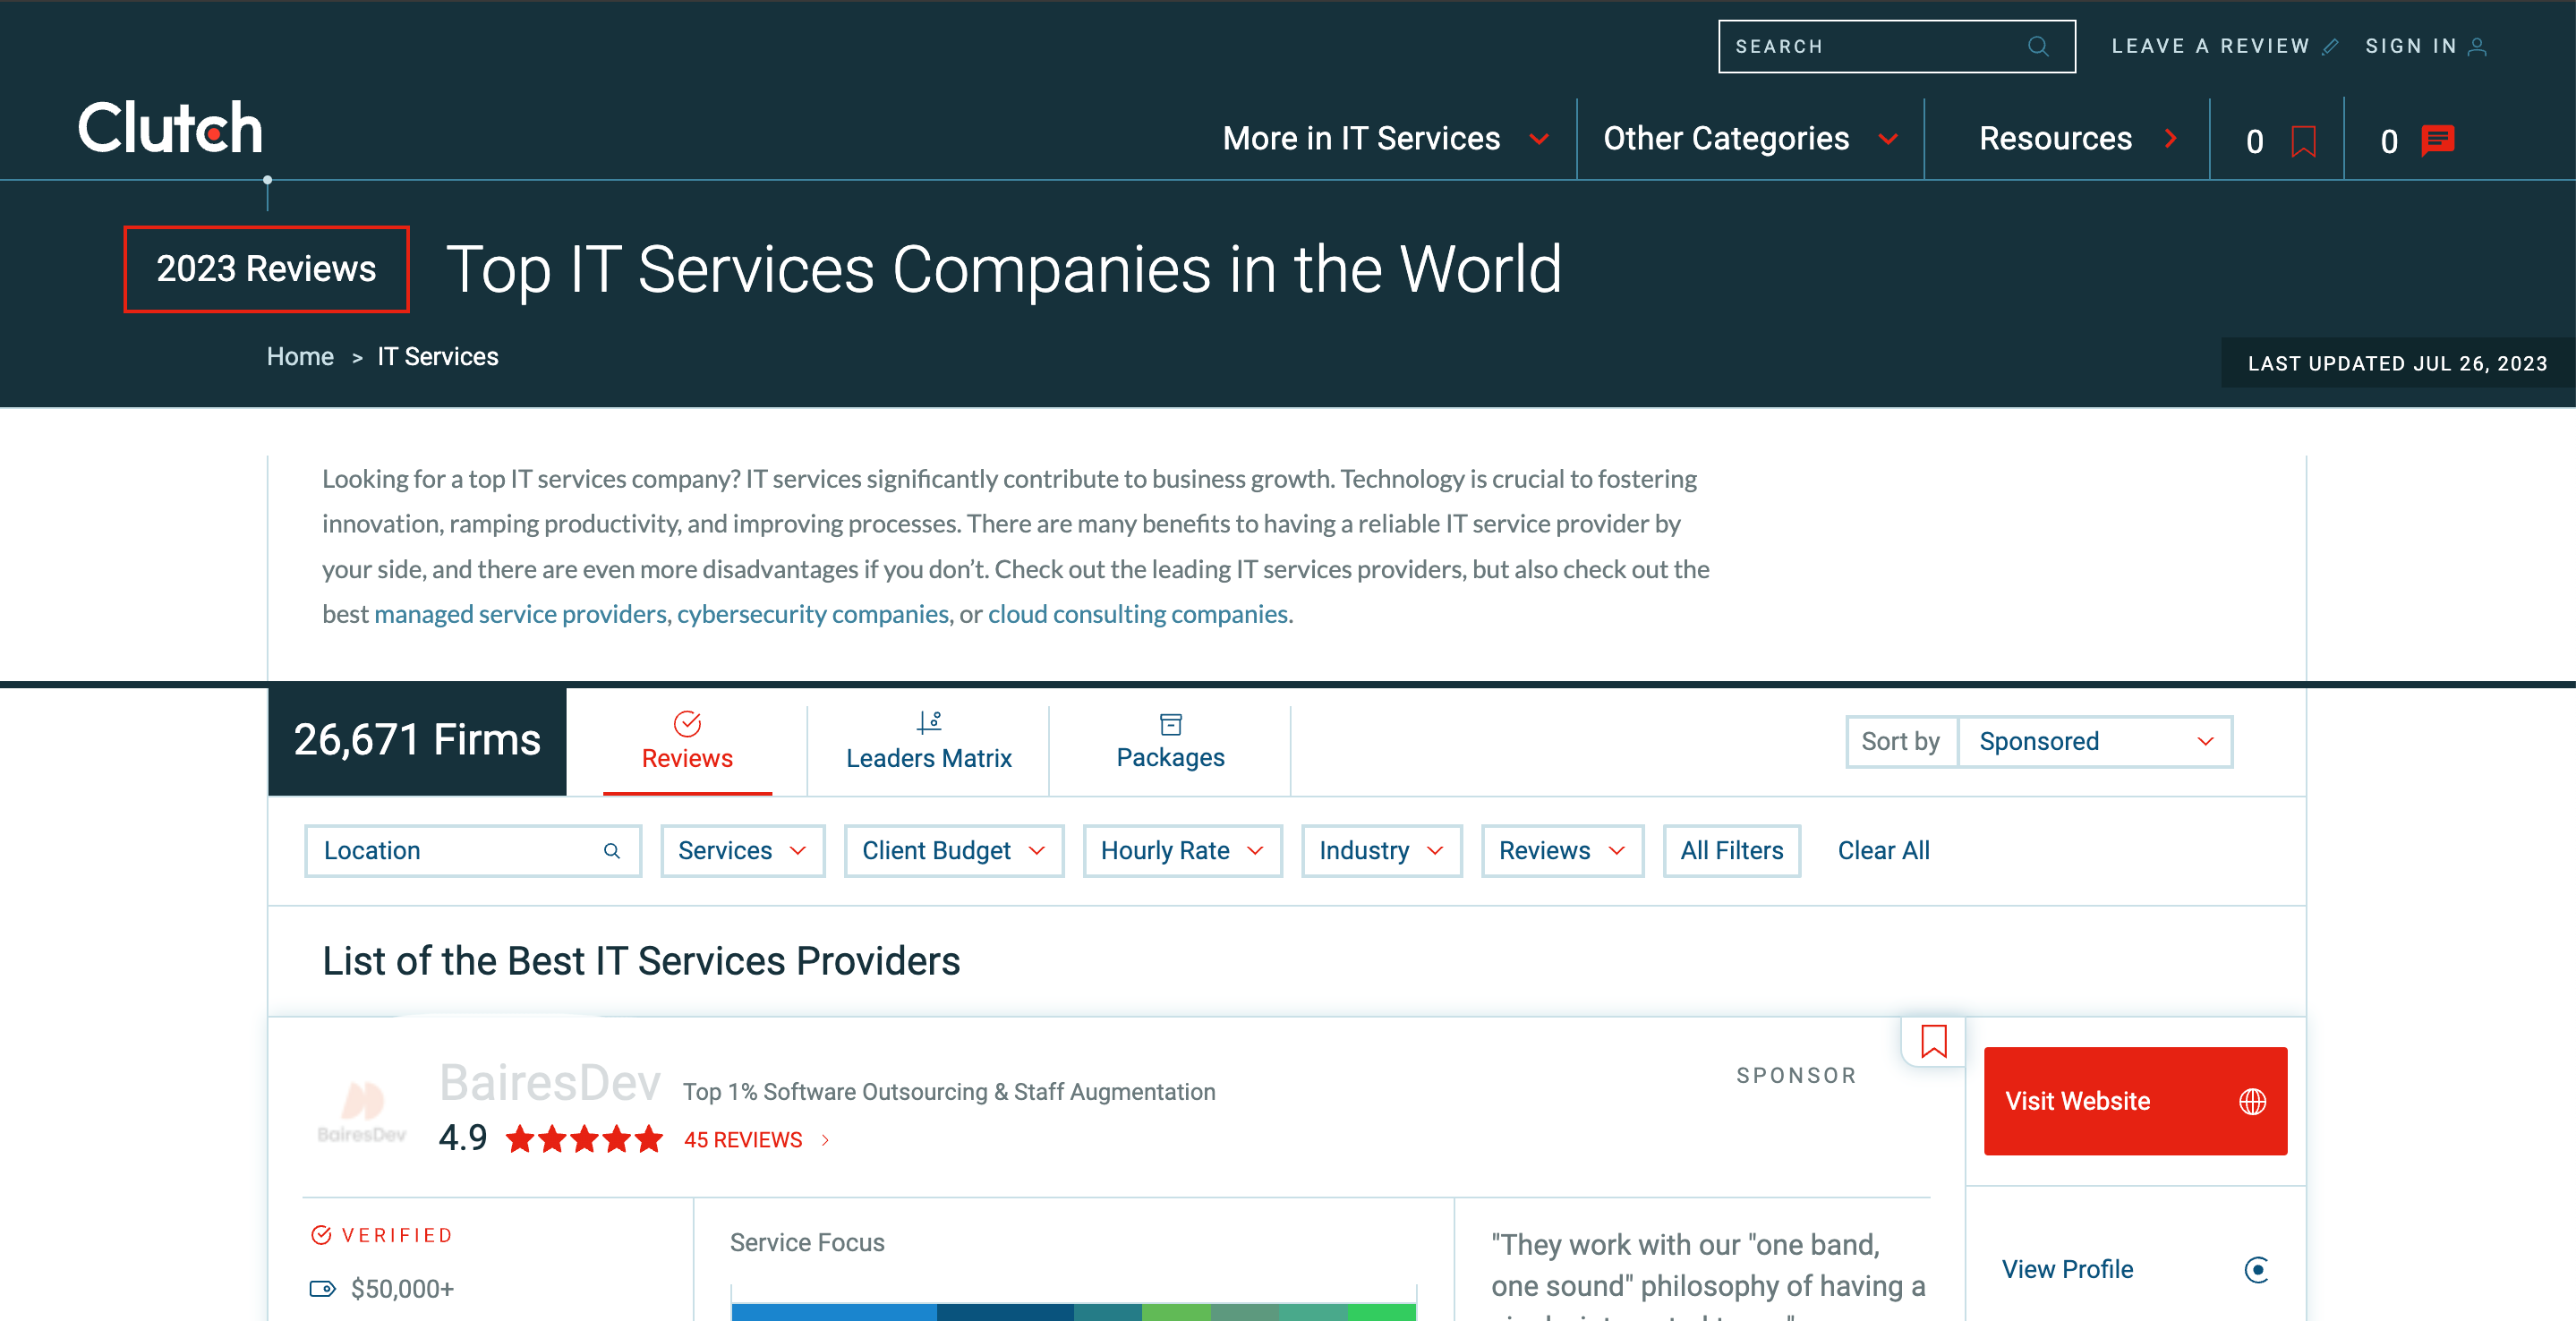 SEARCH
LEAVE A REVIEW
SIGN IN
Clutch
More in IT Services
Other Categories
Resources
0
0
2023 Reviews
Top IT Services Companies in the World
Home > IT Services
LAST UPDATED JUL 26, 2023
Looking for a top IT services company? IT services significantly contribute to business growth. Technology is crucial to fostering
innovation, ramping productivity, and improving processes. There are many benefits to having a reliable IT service provider by
your side, and there are even more disadvantages if you don’t. Check out the leading IT services providers, but also check out the
best managed service providers, cybersecurity companies, or cloud consulting companies.
26,671 Firms
Reviews
Leaders Matrix
Packages
Sort by
Sponsored
Location
Services
Client Budget
Hourly Rate
Industry
Reviews
All Filters
Clear All
List of the Best IT Services Providers
BairesDev
BairesDev
Top 1% Software Outsourcing & Staff Augmentation
SPONSOR
Visit Website
4.9
45 REVIEWS
VERIFIED
$50,000+
Service Focus
"They work with our "one band,
one sound" philosophy of having a
View Profile